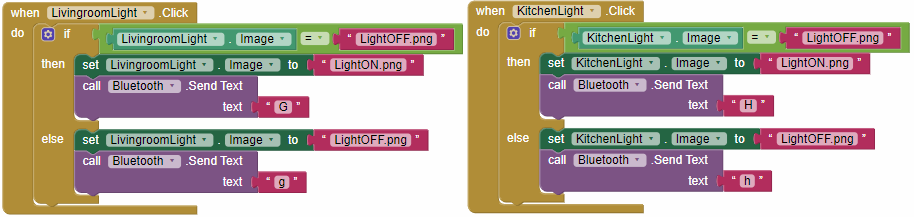 when LivingroomLight .Click
do if LivingroomLight . Image = “ LightOFF.png ”
then set LivingroomLight . Image to “ LightON.png ”
call Bluetooth .Send Text
text “ G ”
else set LivingroomLight . Image to “ LightOFF.png ”
call Bluetooth .Send Text
text “ g ”
when KitchenLight .Click
do if KitchenLight . Image = “ LightOFF.png ”
then set KitchenLight . Image to “ LightON.png ”
call Bluetooth .Send Text
text “ H ”
else set KitchenLight . Image to “ LightOFF.png ”
call Bluetooth .Send Text
text “ h ”